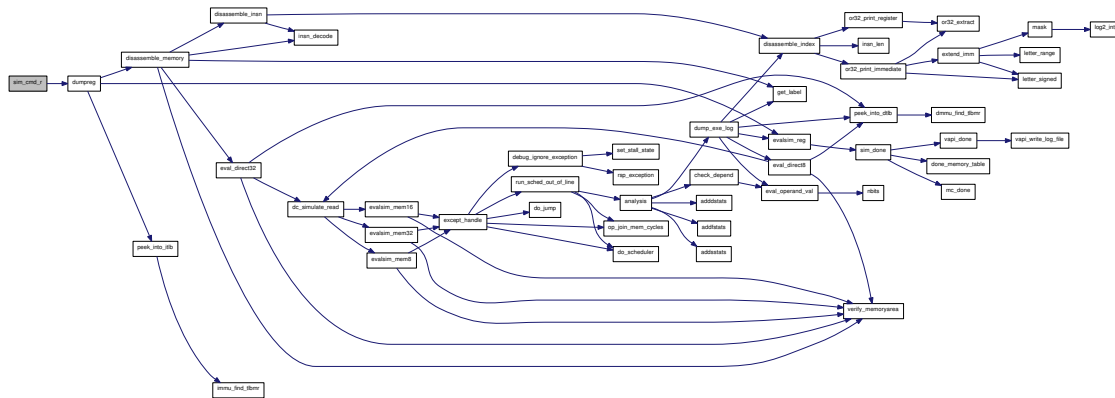 sim_cmd_r
dumpreg
disassemble_memory
peek_into_itlb
disassemble_insn
insn_decode
eval_direct32
immu_find_tlbmr
dc_simulate_read
evalsim_mem16
evalsim_mem32
evalsim_mem8
except_handle
debug_ignore_exception
run_sched_out_of_line
do_jump
op_join_mem_cycles
do_scheduler
set_stall_state
rsp_exception
analysis
dump_exe_log
check_depend
adddstats
addfstats
addsstats
disassemble_index
get_label
evalsim_reg
eval_direct8
eval_operand_val
or32_print_register
insn_len
or32_print_immediate
peek_into_dtlb
sim_done
nbits
verify_memoryarea
or32_extract
extend_imm
dmmu_find_tlbmr
vapi_done
done_memory_table
mc_done
mask
letter_range
letter_signed
vapi_write_log_file
log2_int